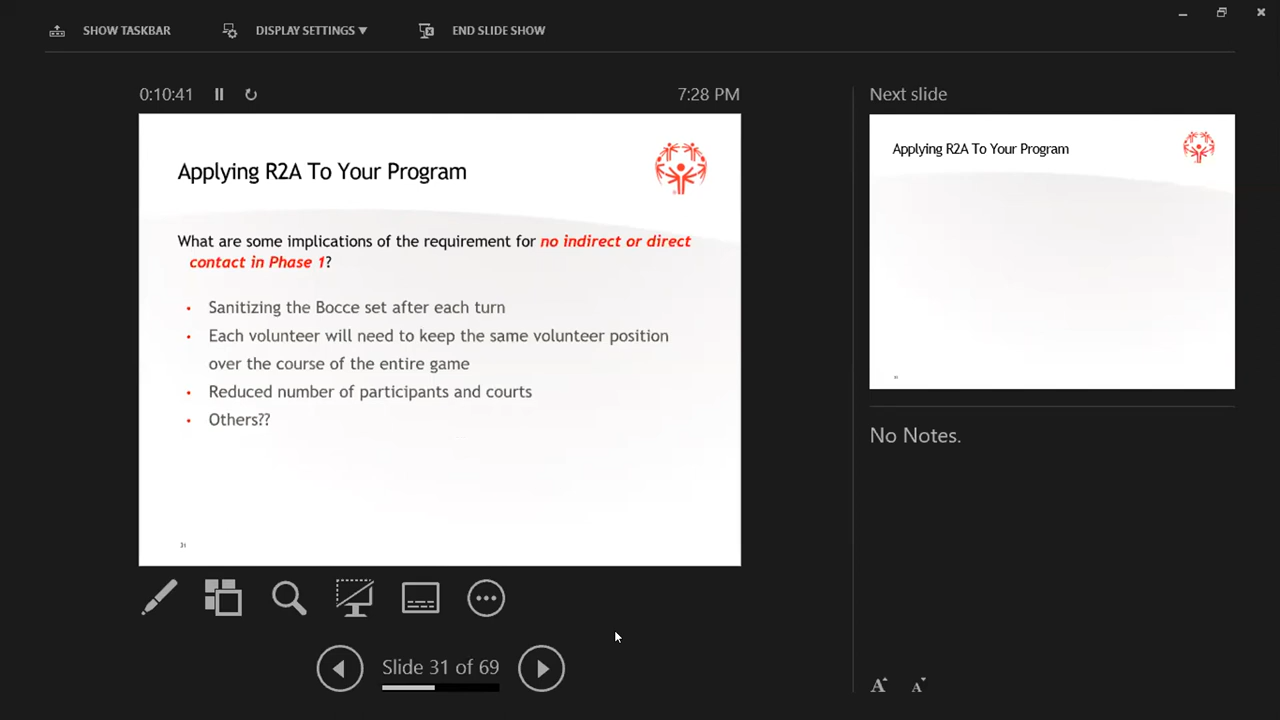 SHOW TASKBAR
DISPLAY SETTINGS
END SLIDE SHOW
0:10:41
7:28 PM
Applying R2A To Your Program
What are some implications of the requirement for no indirect or direct
contact in Phase 1?
• Sanitizing the Bocce set after each turn
• Each volunteer will need to keep the same volunteer position
over the course of the entire game
• Reduced number of participants and courts
• Others??
31
Slide 31 of 69
Next slide
Applying R2A To Your Program
No Notes.
A A